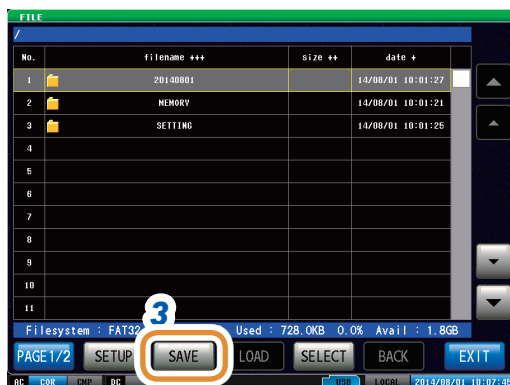 FILE
/
No. filename +++ size ++ date +
1 20140801 14/08/01 10:01:27
2 MEMORY 14/08/01 10:01:21
3 SETTING 14/08/01 10:01:25
4
5
6
7
8
9
10
11
3
Filesystem : FAT32 Used : 728.0KB 0.0% Avail : 1.8GB
PAGE1/2 SETUP SAVE LOAD SELECT BACK EXIT
AC COR CMP DC USB LOCAL 2014/08/01 10:07:46